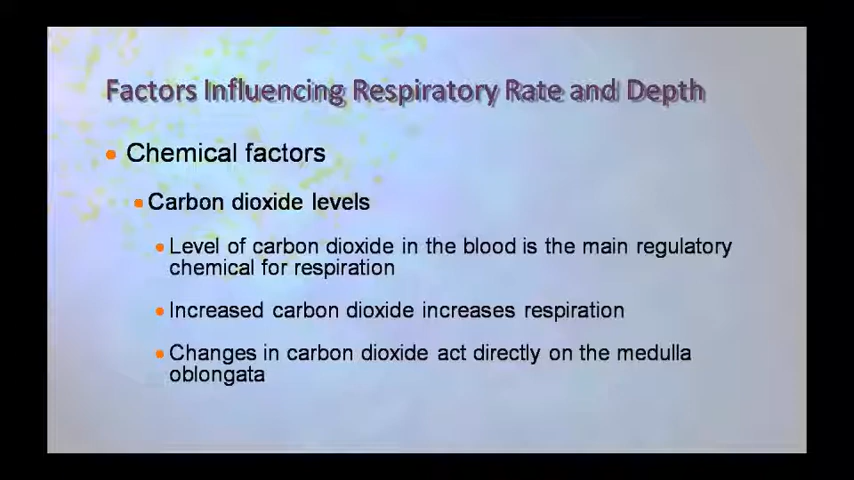 Factors Influencing Respiratory Rate and Depth
Chemical factors
Carbon dioxide levels
Level of carbon dioxide in the blood is the main regulatory
chemical for respiration
Increased carbon dioxide increases respiration
Changes in carbon dioxide act directly on the medulla
oblongata